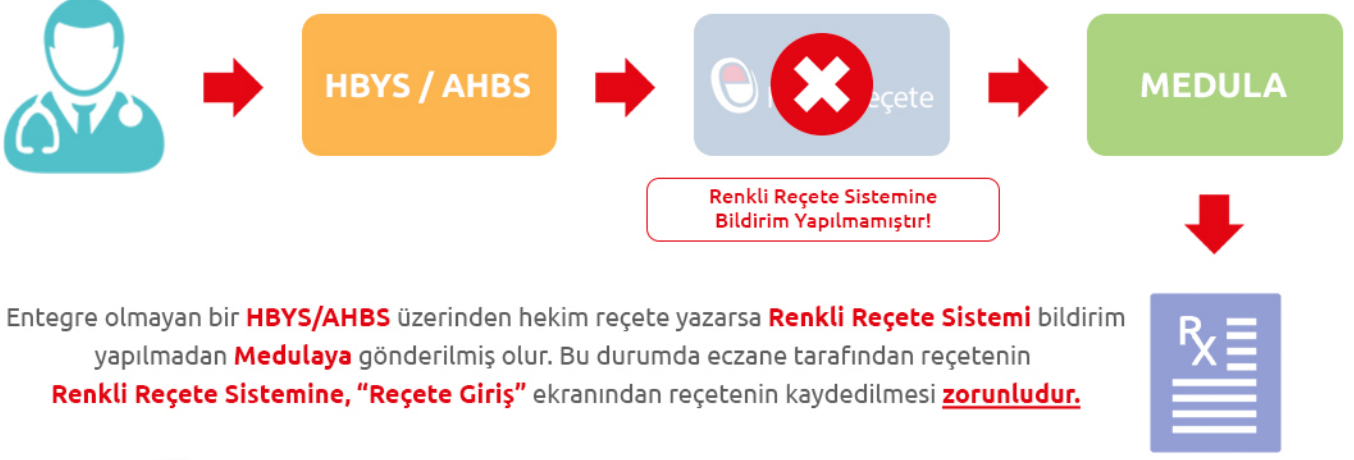 HBYS / AHBS
eçete
MEDULA
Renkli Reçete Sistemine
Bildirim Yapılmamıştır!
Entegre olmayan bir HBYS/AHBS üzerinden hekim reçete yazarsa Renkli Reçete Sistemi bildirim
yapılmadan Medulaya gönderilmiş olur. Bu durumda eczane tarafından reçetenin
Renkli Reçete Sistemine, “Reçete Giriş” ekranından reçetenin kaydedilmesi zorunludur.
Rx